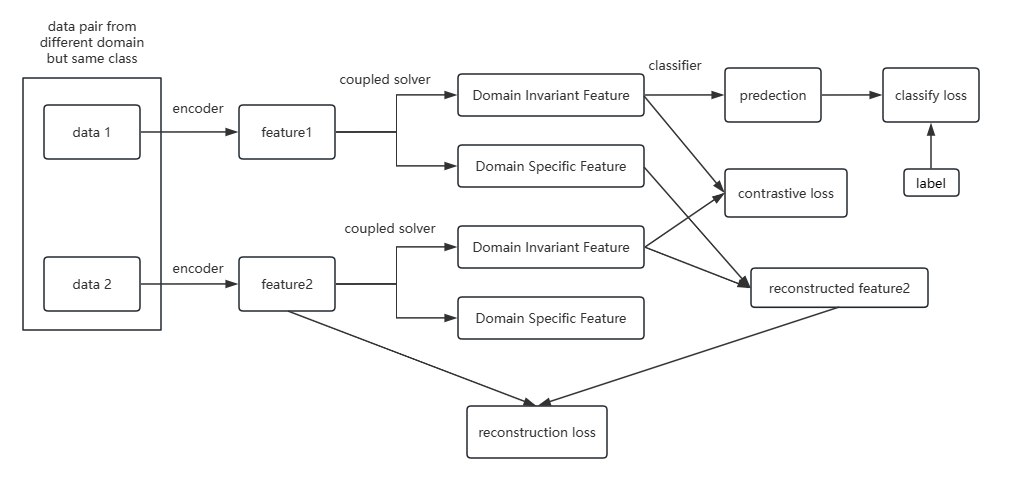 data pair from
different domain
but same class
data 1
encoder
feature1
coupled solver
Domain Invariant Feature
classifier
predection
classify loss
label
Domain Specific Feature
contrastive loss
data 2
encoder
feature2
coupled solver
Domain Invariant Feature
Domain Specific Feature
reconstructed feature2
reconstruction loss